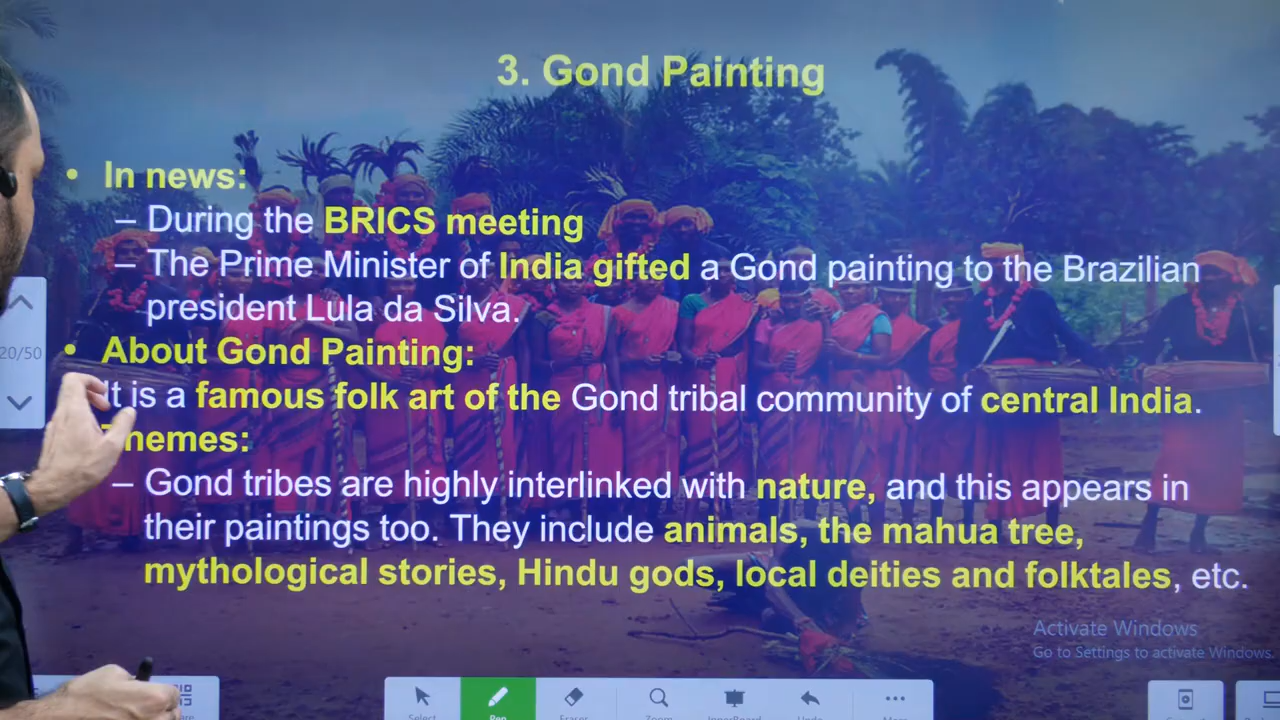 3. Gond Painting
• In news:
– During the BRICS meeting
– The Prime Minister of India gifted a Gond painting to the Brazilian
president Lula da Silva.
• About Gond Painting:
It is a famous folk art of the Gond tribal community of central India.
Themes:
– Gond tribes are highly interlinked with nature, and this appears in
their paintings too. They include animals, the mahua tree,
mythological stories, Hindu gods, local deities and folktales, etc.
20/50
Activate Windows
Go to Settings to activate Windows.
Select Pen Eraser Zoom Undo More